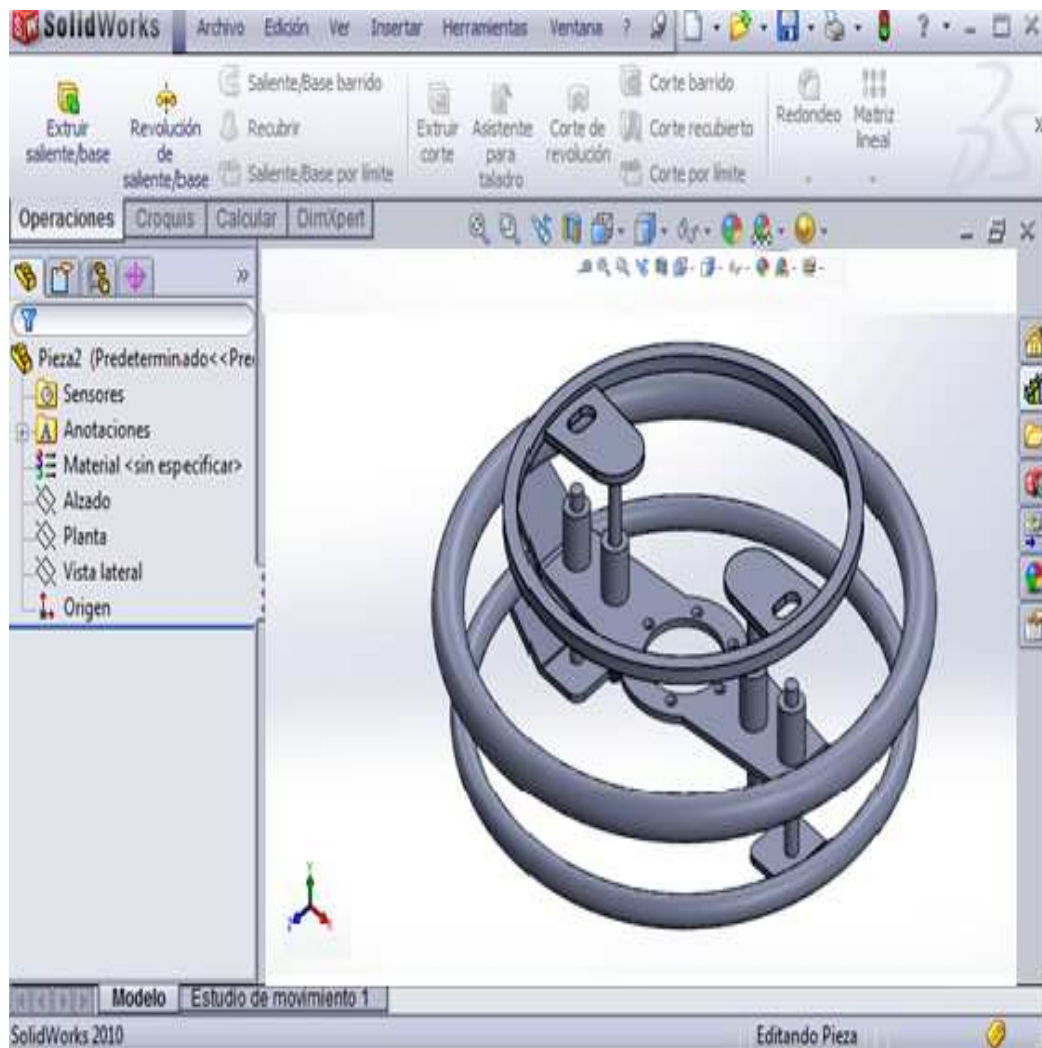 SolidWorks Archivo Edición Ver Insertar Herramientas Ventana ? ?
Extruir saliente/base
Revolución de saliente/base
Saliente/Base barrido
Recubrir
Saliente/Base por límite
Extruir corte
Asistente para taladro
Corte de revolución
Corte barrido
Corte recubierto
Corte por límite
Redondeo
Matriz lineal
Operaciones Croquis Calcular DimXpert
Pieza2 (Predeterminado<<Pre
Sensores
A Anotaciones
Material <sin especificar>
Alzado
Planta
Vista lateral
Origen
Modelo Estudio de movimiento 1
SolidWorks 2010 Editando Pieza